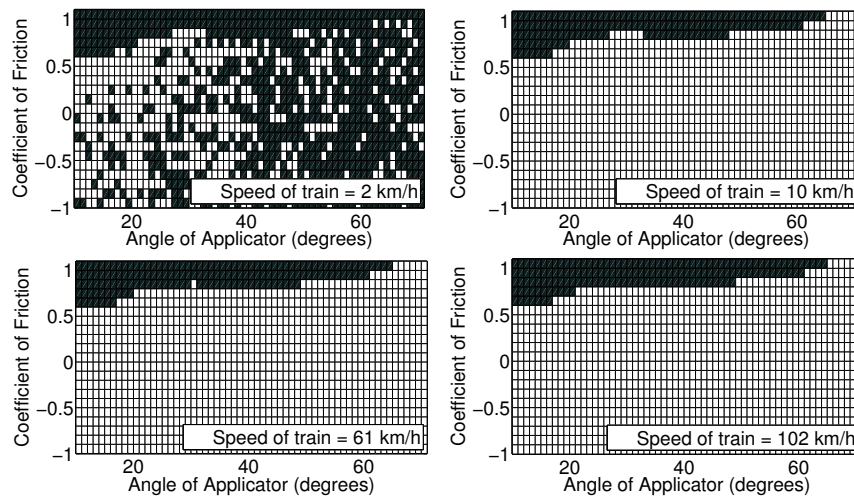 1
0.5
0
−0.5
−1
Coefficient of Friction
Speed of train = 2 km/h
20 40 60
Angle of Applicator (degrees)
1
0.5
0
−0.5
−1
Coefficient of Friction
Speed of train = 10 km/h
20 40 60
Angle of Applicator (degrees)
1
0.5
0
−0.5
−1
Coefficient of Friction
Speed of train = 61 km/h
20 40 60
Angle of Applicator (degrees)
1
0.5
0
−0.5
−1
Coefficient of Friction
Speed of train = 102 km/h
20 40 60
Angle of Applicator (degrees)